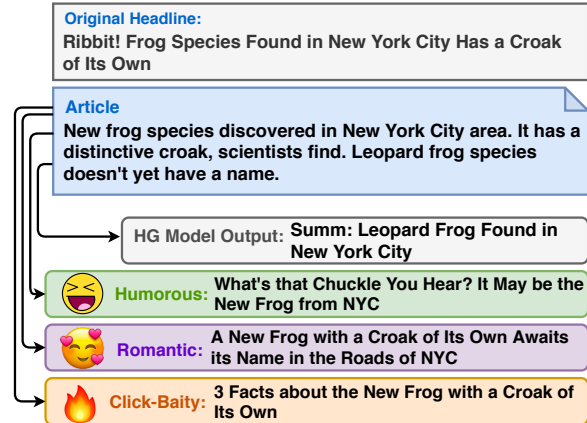 Original Headline:
Ribbit! Frog Species Found in New York City Has a Croak
of Its Own
Article
New frog species discovered in New York City area. It has a
distinctive croak, scientists find. Leopard frog species
doesn't yet have a name.
HG Model Output: Summ: Leopard Frog Found in
New York City
Humorous: What's that Chuckle You Hear? It May be the
New Frog from NYC
Romantic: A New Frog with a Croak of Its Own Awaits
its Name in the Roads of NYC
Click-Baity: 3 Facts about the New Frog with a Croak of
Its Own